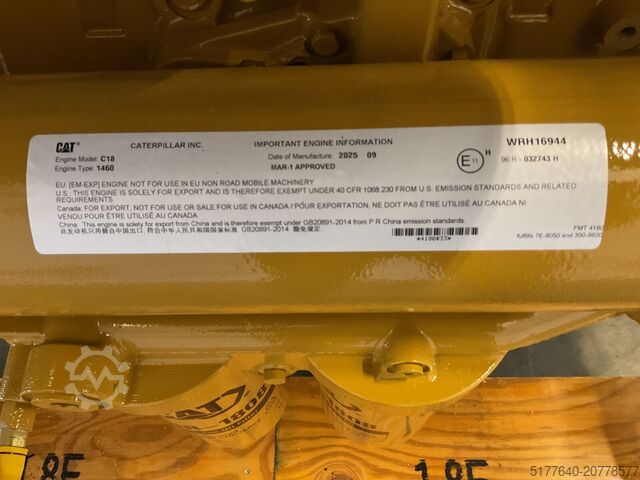 CAT CATERPILLAR INC. IMPORTANT ENGINE INFORMATION WRH16944
Engine Model: C18 Date of Manufacture: 2025 09 E11 H 96 R - 032743 H
Engine Type: 1460 MAR-1 APPROVED
EU: [EM-EXP] ENGINE NOT FOR USE IN EU NON ROAD MOBILE MACHINERY
U.S. THIS ENGINE IS SOLELY FOR EXPORT AND IS THEREFORE EXEMPT UNDER 40 CFR 1068.230 FROM U.S. EMISSION STANDARDS AND RELATED
REQUIREMENTS
Canada: FOR EXPORT, NOT FOR USE OR SALE FOR USE IN CANADA / POUR EXPORTATION, NE DOIT PAS ÊTRE UTILISÉ AU CANADA NI
VENDU POUR ÊTRE UTILISÉ AU CANADA
China : This engine is solely for export from China and is therefore exempt under GB20891-2014 from P.R.China emission standards.
GB20891-2014
*4180433*
FMT 4180
fulfills 7E-8050 and 350-8620
CAT
1808
1808
18F
18F
5177640-20778577